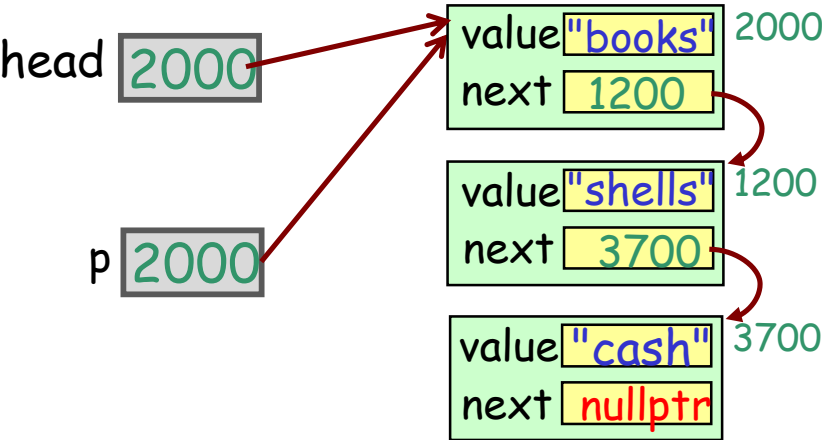 head 2000
value "books" 2000
next 1200
value "shells" 1200
next 3700
p 2000
value "cash" 3700
next nullptr